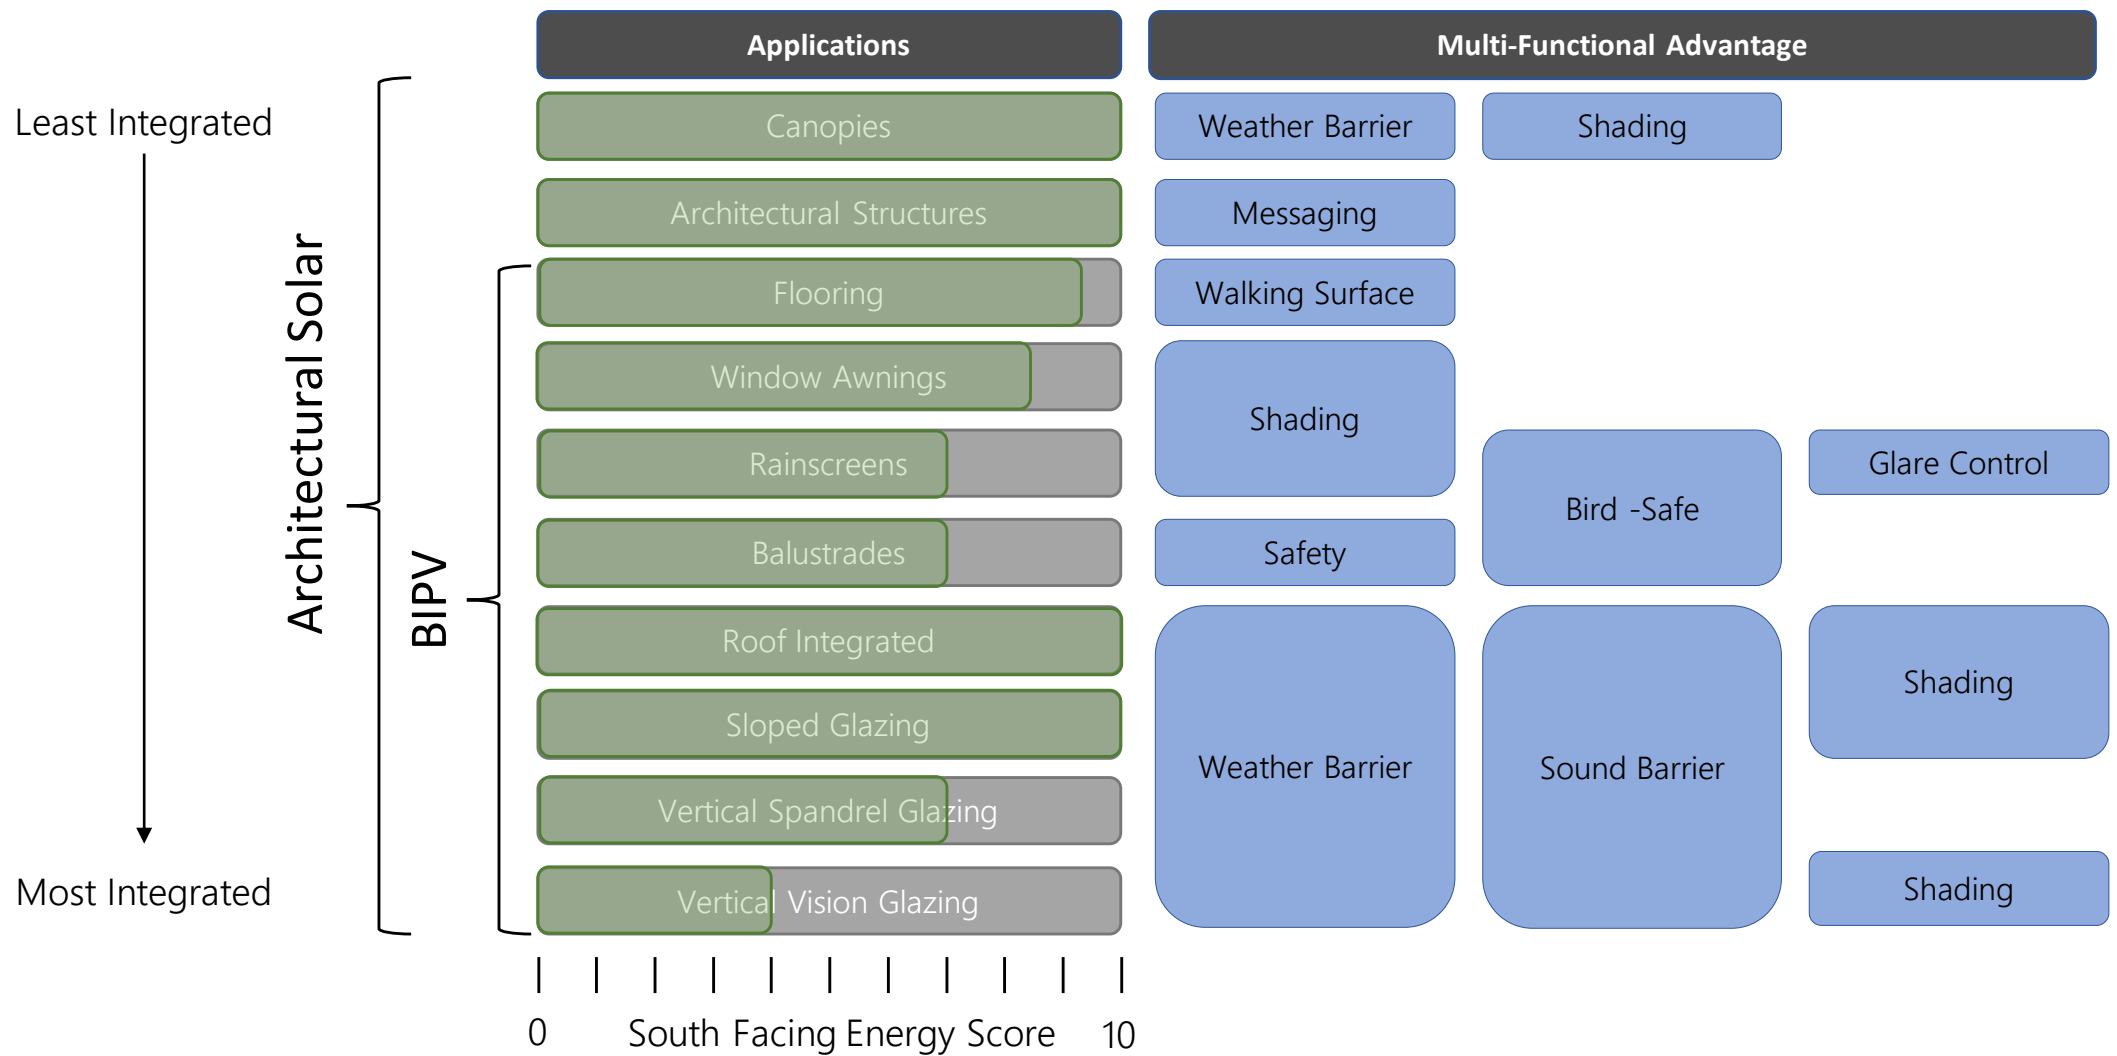 Applications
Multi-Functional Advantage
Least Integrated
Most Integrated
Architectural Solar
BIPV
Canopies
Weather Barrier
Shading
Architectural Structures
Messaging
Flooring
Walking Surface
Window Awnings
Shading
Rainscreens
Bird -Safe
Glare Control
Balustrades
Safety
Roof Integrated
Sloped Glazing
Vertical Spandrel Glazing
Vertical Vision Glazing
Weather Barrier
Sound Barrier
Shading
Shading
0
South Facing Energy Score
10